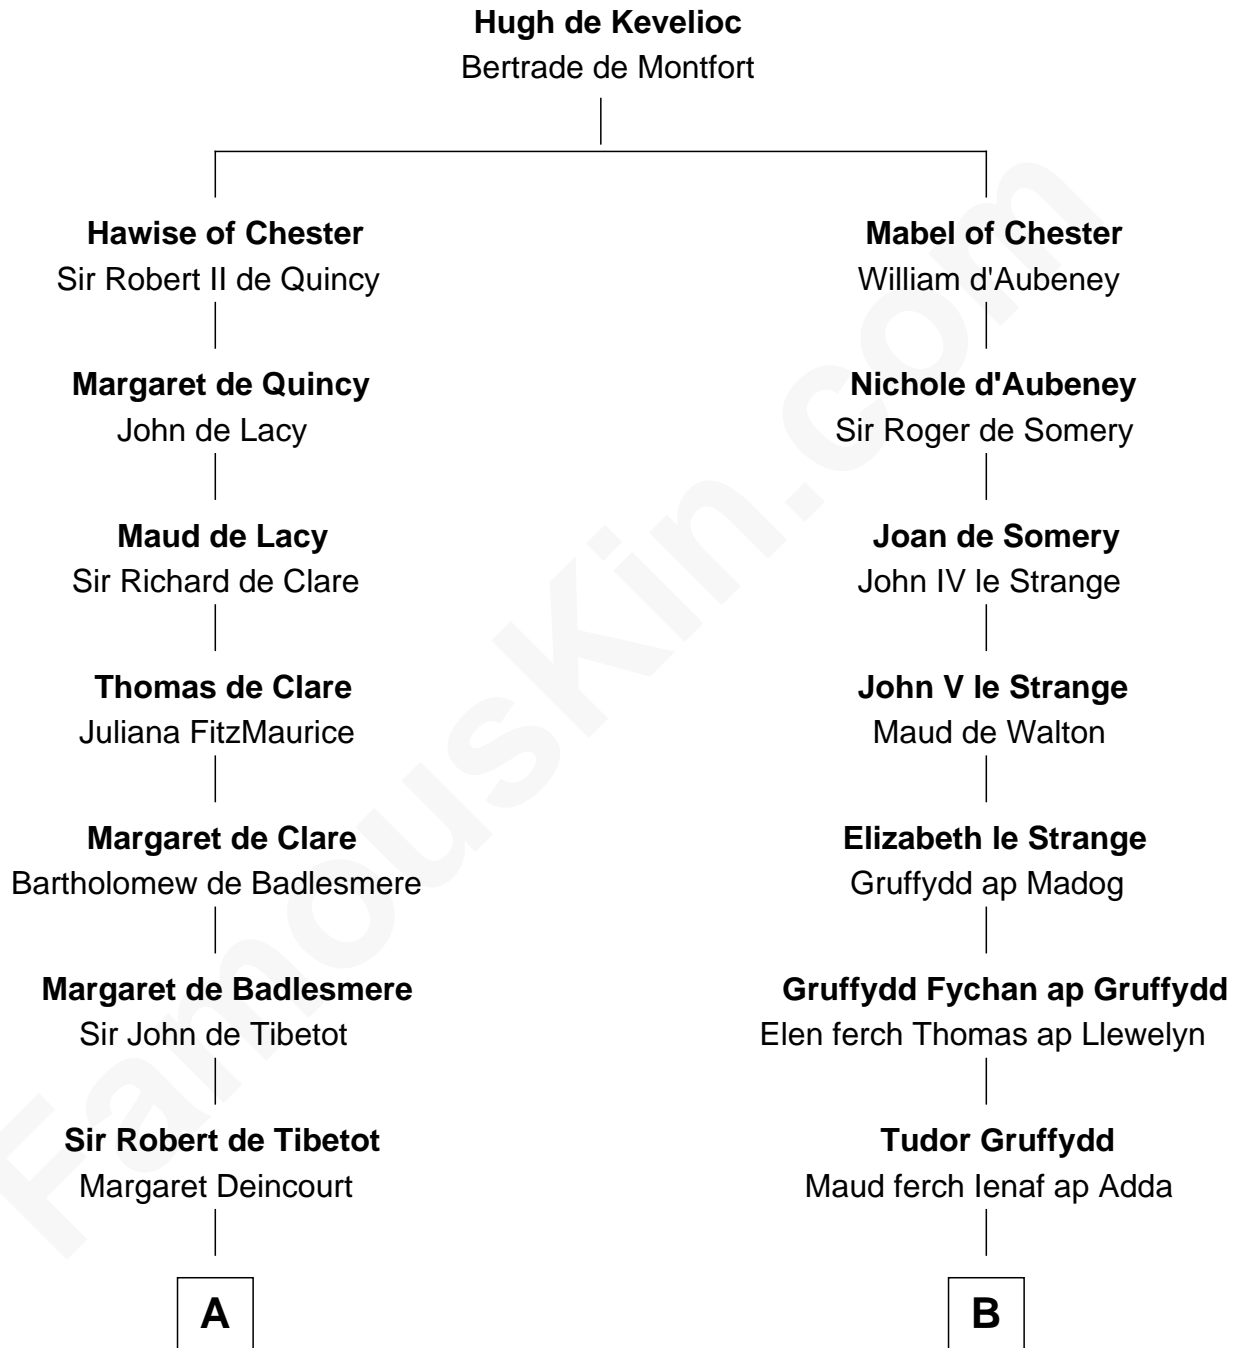 Hugh de Kevelioc
Bertrade de Montfort
Hawise of Chester
Sir Robert II de Quincy
Mabel of Chester
William d'Aubeney
Margaret de Quincy
John de Lacy
Nichole d'Aubeney
Sir Roger de Somery
Maud de Lacy
Sir Richard de Clare
Joan de Somery
John IV le Strange
Thomas de Clare
Juliana FitzMaurice
John V le Strange
Maud de Walton
Margaret de Clare
Bartholomew de Badlesmere
Elizabeth le Strange
Gruffydd ap Madog
Margaret de Badlesmere
Sir John de Tibetot
Gruffydd Fychan ap Gruffydd
Elen ferch Thomas ap Llewelyn
Sir Robert de Tibetot
Margaret Deincourt
Tudor Gruffydd
Maud ferch Ienaf ap Adda
A
B
FamousKin.com